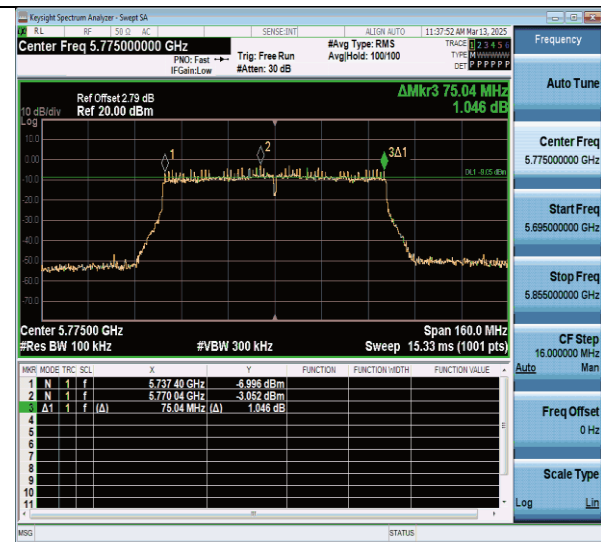 Keysight Spectrum Analyzer - Swept SA
RL RF 50 Ω AC SENSE:INT ALIGN AUTO 11:37:52 AM Mar 13, 2025
Center Freq 5.775000000 GHz #Avg Type: RMS TRACE 1 2 3 4 5 6
PNO: Fast Trig: Free Run Avg|Hold: 100/100 TYPE MWWWWW
IFGain:Low #Atten: 30 dB DET P P P P P P
Ref Offset 2.79 dB ΔMkr3 75.04 MHz
10 dB/div Ref 20.00 dBm 1.046 dB
Log
10.0
0.00
-10.0
-20.0
-30.0
-40.0
-50.0
-60.0
-70.0
1
2
3Δ1
DL1 -9.05 dBm
Center 5.77500 GHz Span 160.0 MHz
#Res BW 100 kHz #VBW 300 kHz Sweep 15.33 ms (1001 pts)
MKR MODE TRC SCL X Y FUNCTION FUNCTION WIDTH FUNCTION VALUE
1 N 1 f 5.737 40 GHz -6.996 dBm
2 N 1 f 5.770 04 GHz -3.052 dBm
3 Δ1 1 f (Δ) 75.04 MHz (Δ) 1.046 dB
4
5
6
7
8
9
10
11
MSG STATUS
Frequency
Auto Tune
Center Freq
5.775000000 GHz
Start Freq
5.695000000 GHz
Stop Freq
5.855000000 GHz
CF Step
16.000000 MHz
Auto Man
Freq Offset
0 Hz
Scale Type
Log Lin